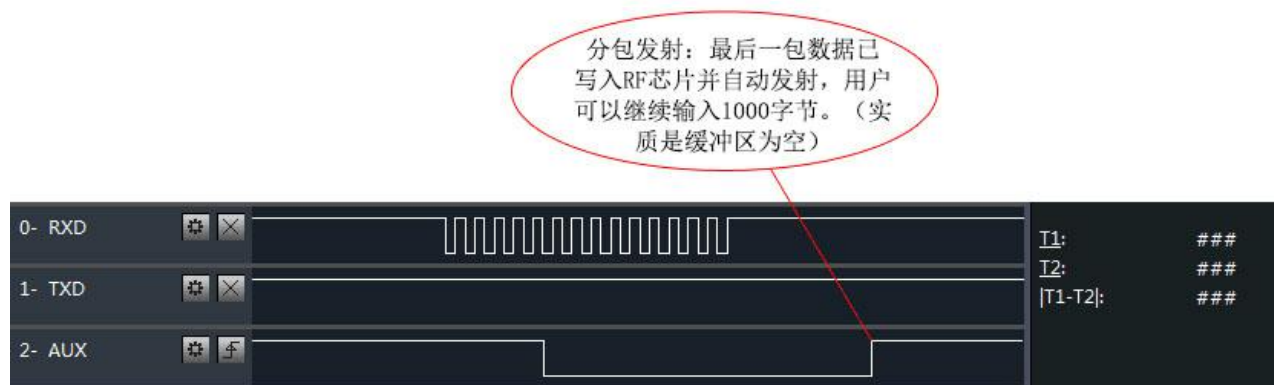 分包发射：最后一包数据已
写入RF芯片并自动发射，用户
可以继续输入1000字节。（实
质是缓冲区为空）
0- RXD
T1: ###
1- TXD
T2: ###
|T1-T2|: ###
2- AUX